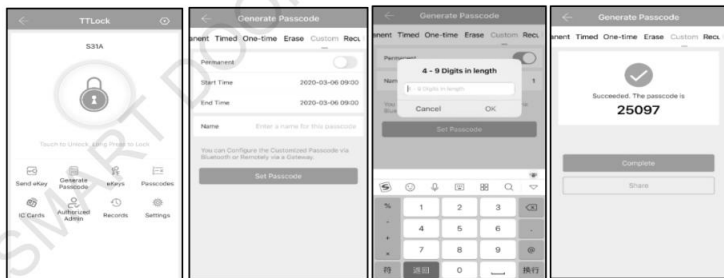 TTLock
S31A
Touch to Unlock, Long Press to Lock
Send eKey
Generate Passcode
eKeys
Passcodes
IC Cards
Authorized Admin
Records
Settings
Generate Passcode
anent Timed One-time Erase Custom Recu
Permanent
Start Time 2020-03-06 09:00
End Time 2020-03-06 09:00
Name Enter a name for this passcode
You can Configure the Customized Passcode via
Bluetooth or Remotely via a Gateway.
Set Passcode
Generate Passcode
anent Timed One-time Erase Custom Recu
4 - 9 Digits in length
4 - 9 Digits in length
Cancel OK
Set Passcode
% 1 2 3
- 4 5 6 .
+ 7 8 9 @
×
符 返回 0 换行
Generate Passcode
anent Timed One-time Erase Custom Recu
Succeeded. The passcode is
25097
Complete
Share
SMART DOOR